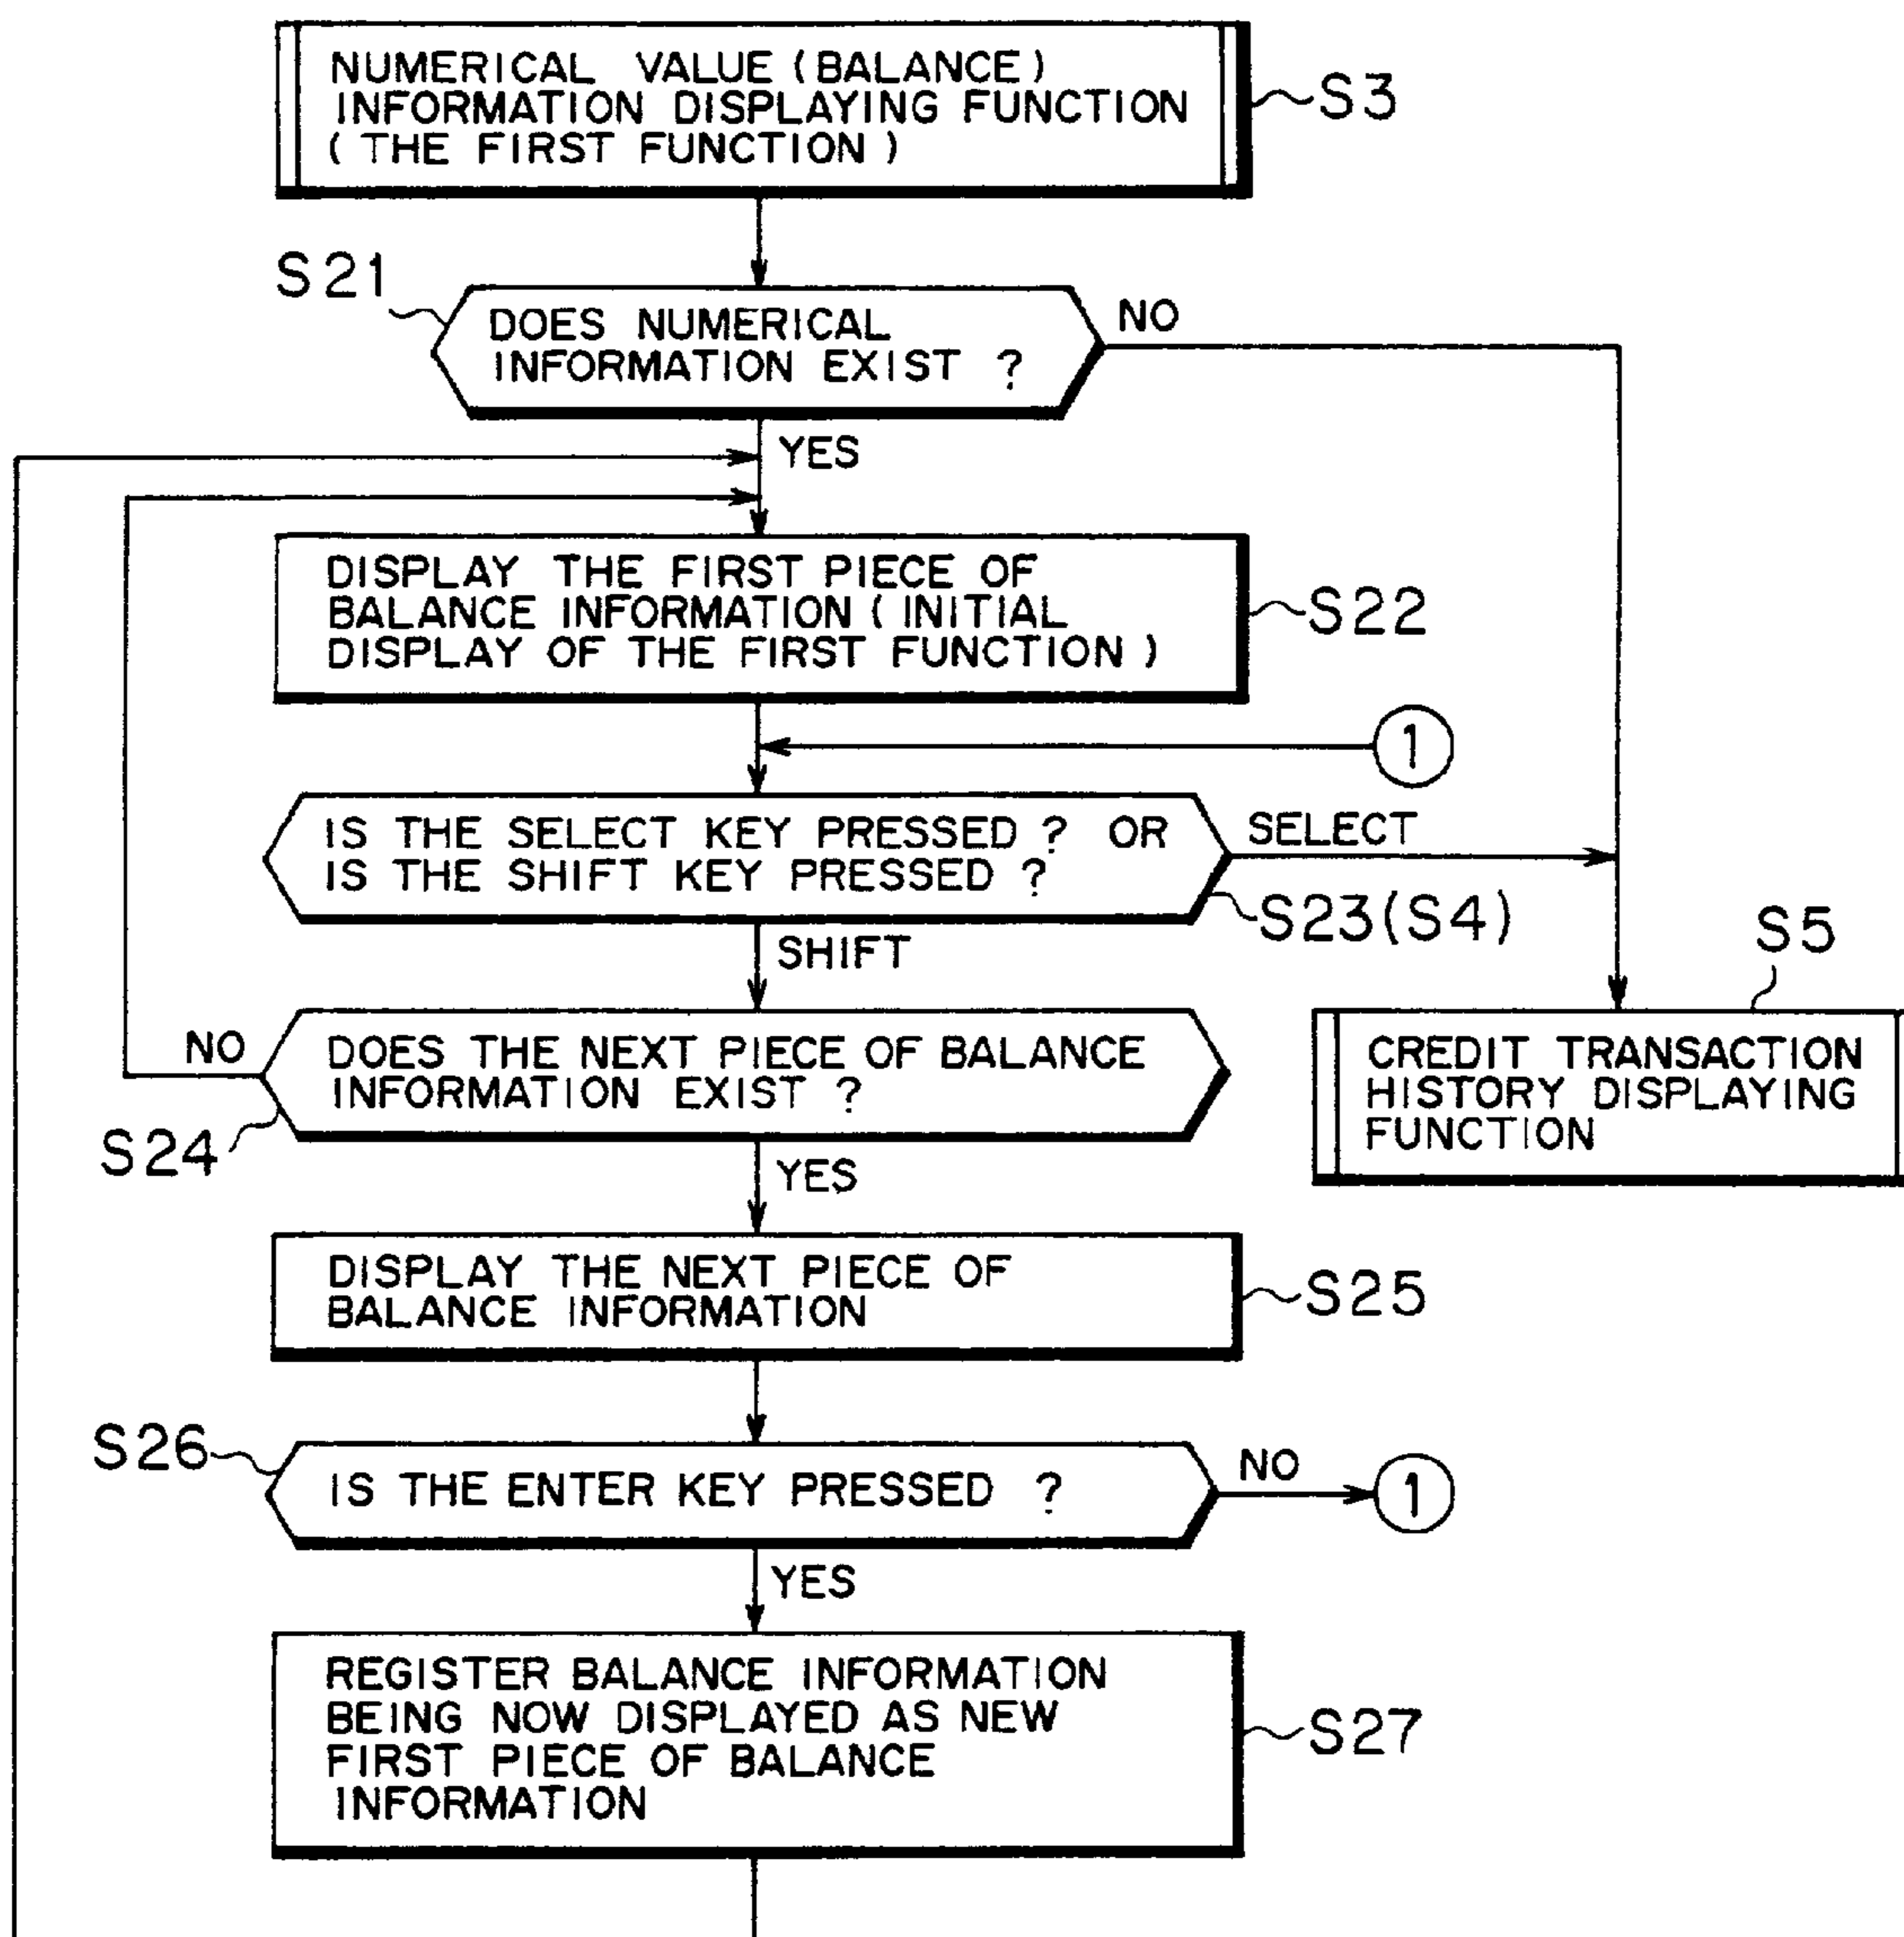 NUMERICAL VALUE (BALANCE)
INFORMATION DISPLAYING FUNCTION
(THE FIRST FUNCTION)
S3
S21
DOES NUMERICAL
INFORMATION EXIST ?
NO
YES
DISPLAY THE FIRST PIECE OF
BALANCE INFORMATION (INITIAL
DISPLAY OF THE FIRST FUNCTION)
S22
1
IS THE SELECT KEY PRESSED ? OR
IS THE SHIFT KEY PRESSED ?
SELECT
S23(S4)
SHIFT
S5
NO
DOES THE NEXT PIECE OF BALANCE
INFORMATION EXIST ?
S24
CREDIT TRANSACTION
HISTORY DISPLAYING
FUNCTION
YES
DISPLAY THE NEXT PIECE OF
BALANCE INFORMATION
S25
S26
IS THE ENTER KEY PRESSED ?
NO
1
YES
REGISTER BALANCE INFORMATION
BEING NOW DISPLAYED AS NEW
FIRST PIECE OF BALANCE
INFORMATION
S27